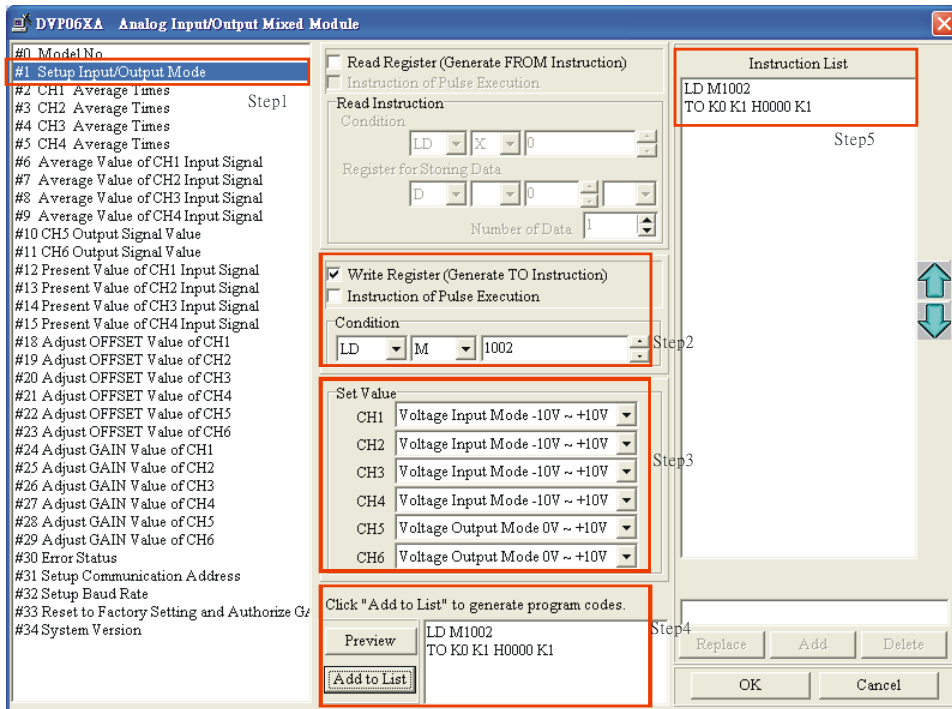 DVP06XA Analog Input/Output Mixed Module
#0 Model No
#1 Setup Input/Output Mode
#2 CH1 Average Times
#3 CH2 Average Times
#4 CH3 Average Times
#5 CH4 Average Times
#6 Average Value of CH1 Input Signal
#7 Average Value of CH2 Input Signal
#8 Average Value of CH3 Input Signal
#9 Average Value of CH4 Input Signal
#10 CH5 Output Signal Value
#11 CH6 Output Signal Value
#12 Present Value of CH1 Input Signal
#13 Present Value of CH2 Input Signal
#14 Present Value of CH3 Input Signal
#15 Present Value of CH4 Input Signal
#18 Adjust OFFSET Value of CH1
#19 Adjust OFFSET Value of CH2
#20 Adjust OFFSET Value of CH3
#21 Adjust OFFSET Value of CH4
#22 Adjust OFFSET Value of CH5
#23 Adjust OFFSET Value of CH6
#24 Adjust GAIN Value of CH1
#25 Adjust GAIN Value of CH2
#26 Adjust GAIN Value of CH3
#27 Adjust GAIN Value of CH4
#28 Adjust GAIN Value of CH5
#29 Adjust GAIN Value of CH6
#30 Error Status
#31 Setup Communication Address
#32 Setup Baud Rate
#33 Reset to Factory Setting and Authorize GA
#34 System Version
Step1
Read Register (Generate FROM Instruction)
Instruction of Pulse Execution
Read Instruction
Condition
LD X 0
Register for Storing Data
D 0
Number of Data 1
Write Register (Generate TO Instruction)
Instruction of Pulse Execution
Condition
LD M 1002
Step2
Set Value
CH1 Voltage Input Mode -10V ~ +10V
CH2 Voltage Input Mode -10V ~ +10V
CH3 Voltage Input Mode -10V ~ +10V
CH4 Voltage Input Mode -10V ~ +10V
CH5 Voltage Output Mode 0V ~ +10V
CH6 Voltage Output Mode 0V ~ +10V
Step3
Click "Add to List" to generate program codes.
Preview
Add to List
LD M1002
TO K0 K1 H0000 K1
Step4
Instruction List
LD M1002
TO K0 K1 H0000 K1
Step5
Replace Add Delete
OK Cancel